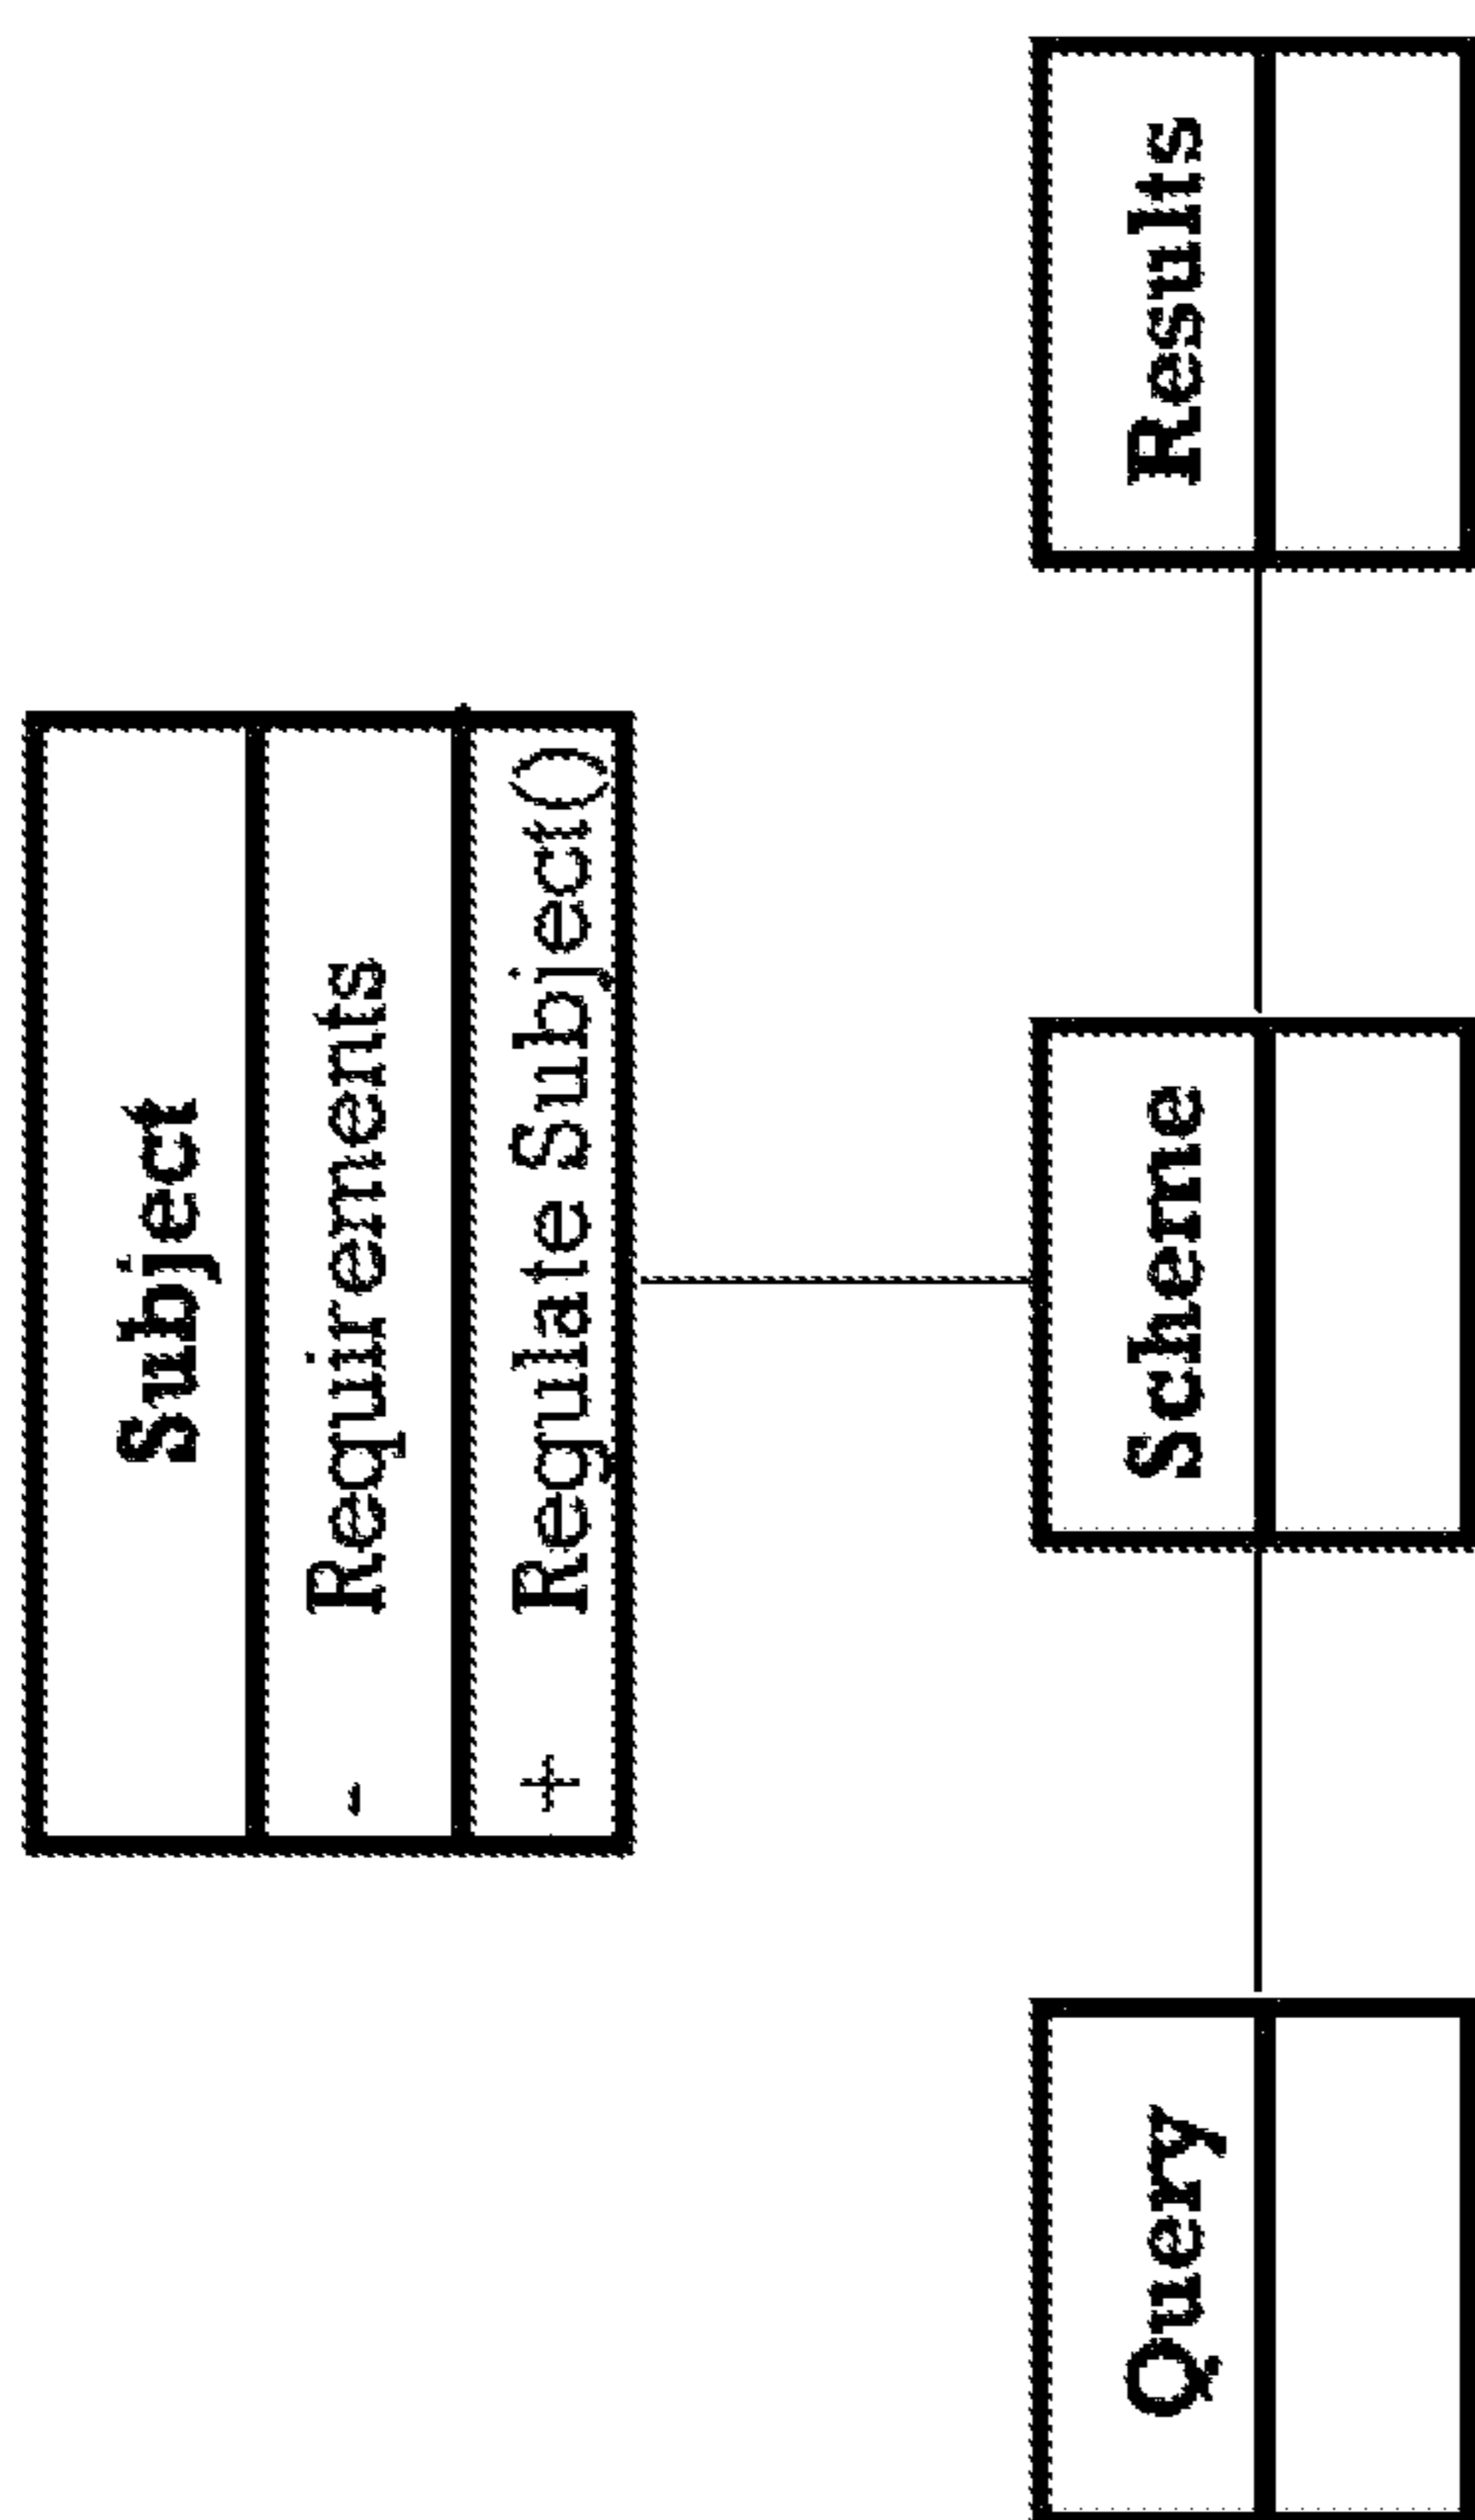 Subject
- Requirements
+ Regulate Subject()
Query
Scheme
Results